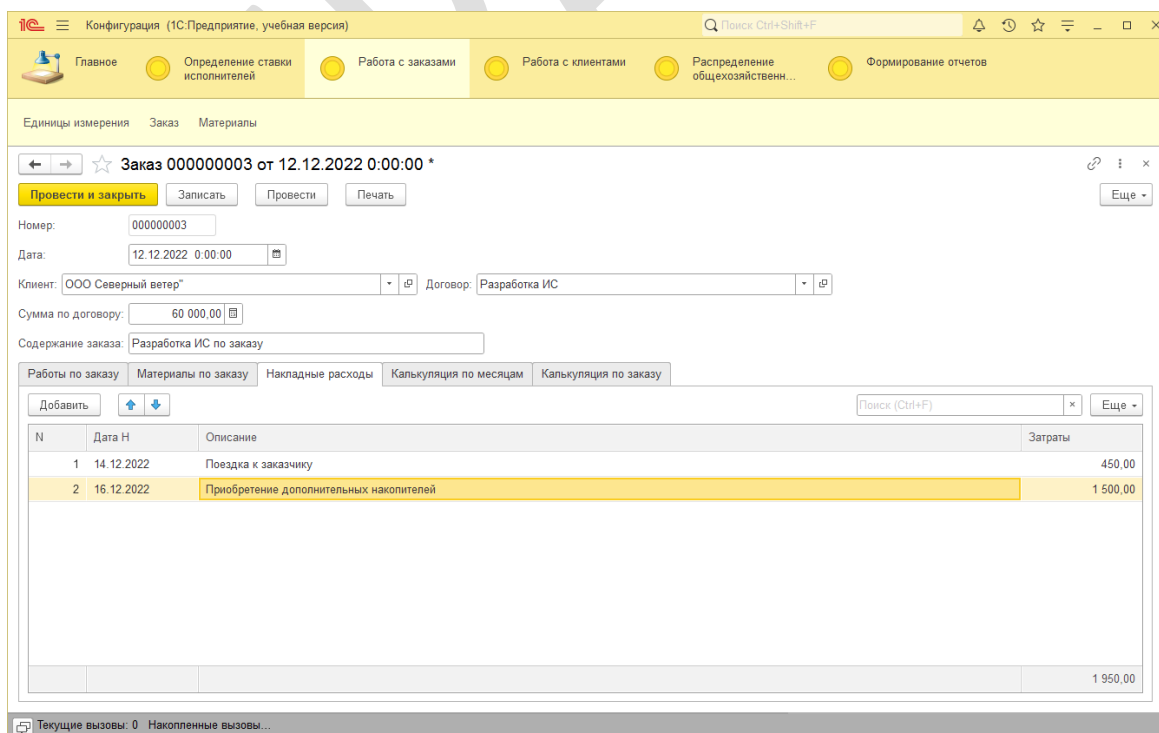 1С Конфигурация (1С:Предприятие, учебная версия) Поиск Ctrl+Shift+F
Главное Определение ставки исполнителей Работа с заказами Работа с клиентами Распределение общехозяйственн... Формирование отчетов
Единицы измерения Заказ Материалы
Заказ 000000003 от 12.12.2022 0:00:00 *
Провести и закрыть Записать Провести Печать Еще
Номер: 000000003
Дата: 12.12.2022 0:00:00
Клиент: ООО Северный ветер" Договор: Разработка ИС
Сумма по договору: 60 000,00
Содержание заказа: Разработка ИС по заказу
Работы по заказу Материалы по заказу Накладные расходы Калькуляция по месяцам Калькуляция по заказу
Добавить Поиск (Ctrl+F) × Еще
N Дата Н Описание Затраты
1 14.12.2022 Поездка к заказчику 450,00
2 16.12.2022 Приобретение дополнительных накопителей 1 500,00
1 950,00
Текущие вызовы: 0 Накопленные вызовы...